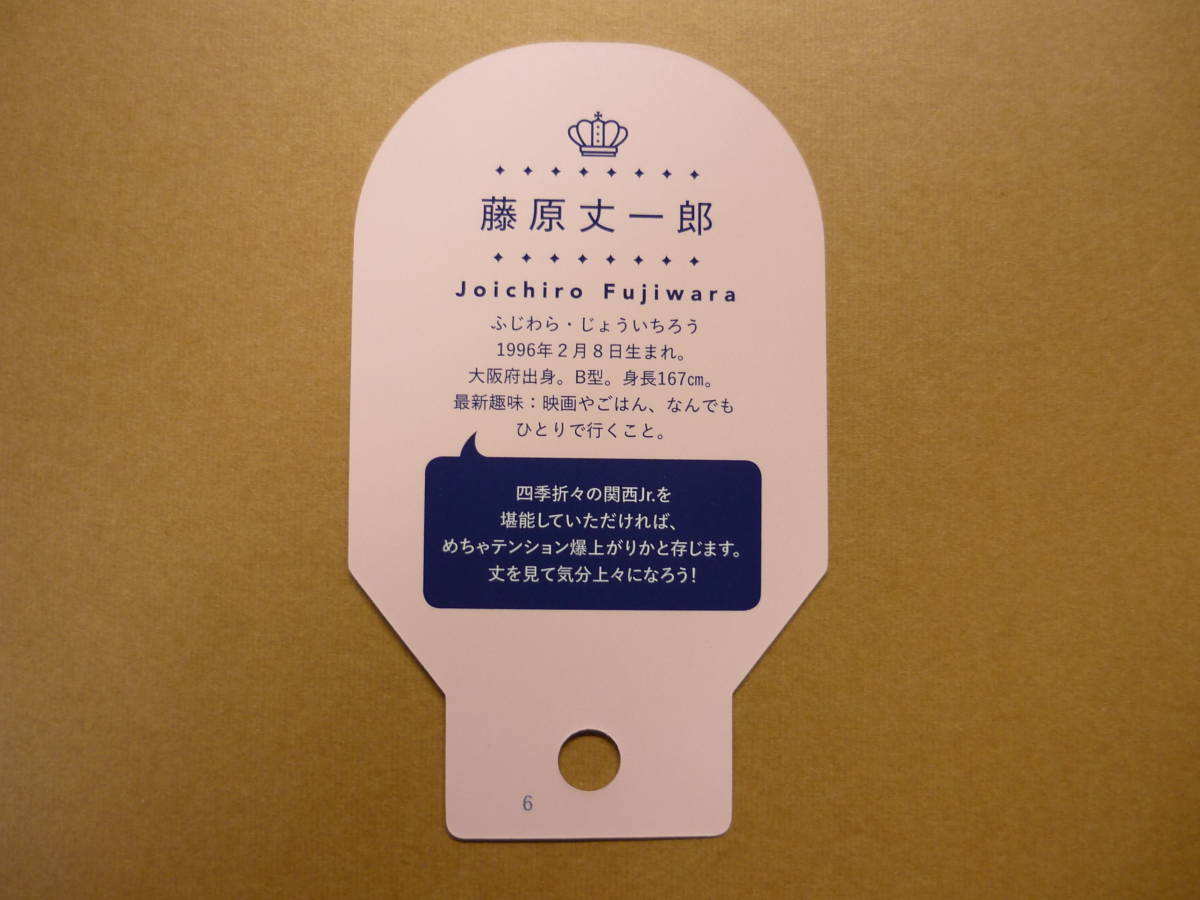 藤原丈一郎
Joichiro Fujiwara
ふじわら・じょういちろう
1996年2月8日生まれ。
大阪府出身。B型。身長167㎝。
最新趣味：映画やごはん、なんでも
ひとりで行くこと。
四季折々の関西Jr.を
堪能していただければ、
めちゃテンション爆上がりかと存じます。
丈を見て気分上々になろう!
6